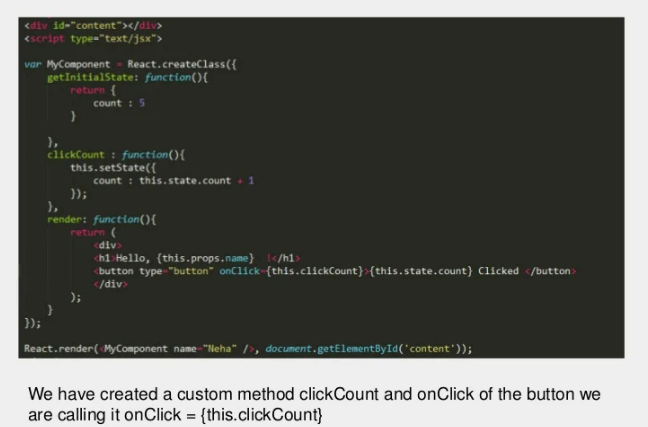 <div id="content"></div>
<script type="text/jsx">
var MyComponent = React.createClass({
getInitialState: function(){
return {
count : 5
}
},
clickCount : function(){
this.setState({
count : this.state.count + 1
});
},
render: function(){
return (
<div>
<h1>Hello, {this.props.name}  !</h1>
<button type="button" onClick={this.clickCount}>{this.state.count} Clicked </button>
</div>
);
}
});
React.render(<MyComponent name="Neha" />, document.getElementById('content'));
We have created a custom method clickCount and onClick of the button we
are calling it onClick = {this.clickCount}